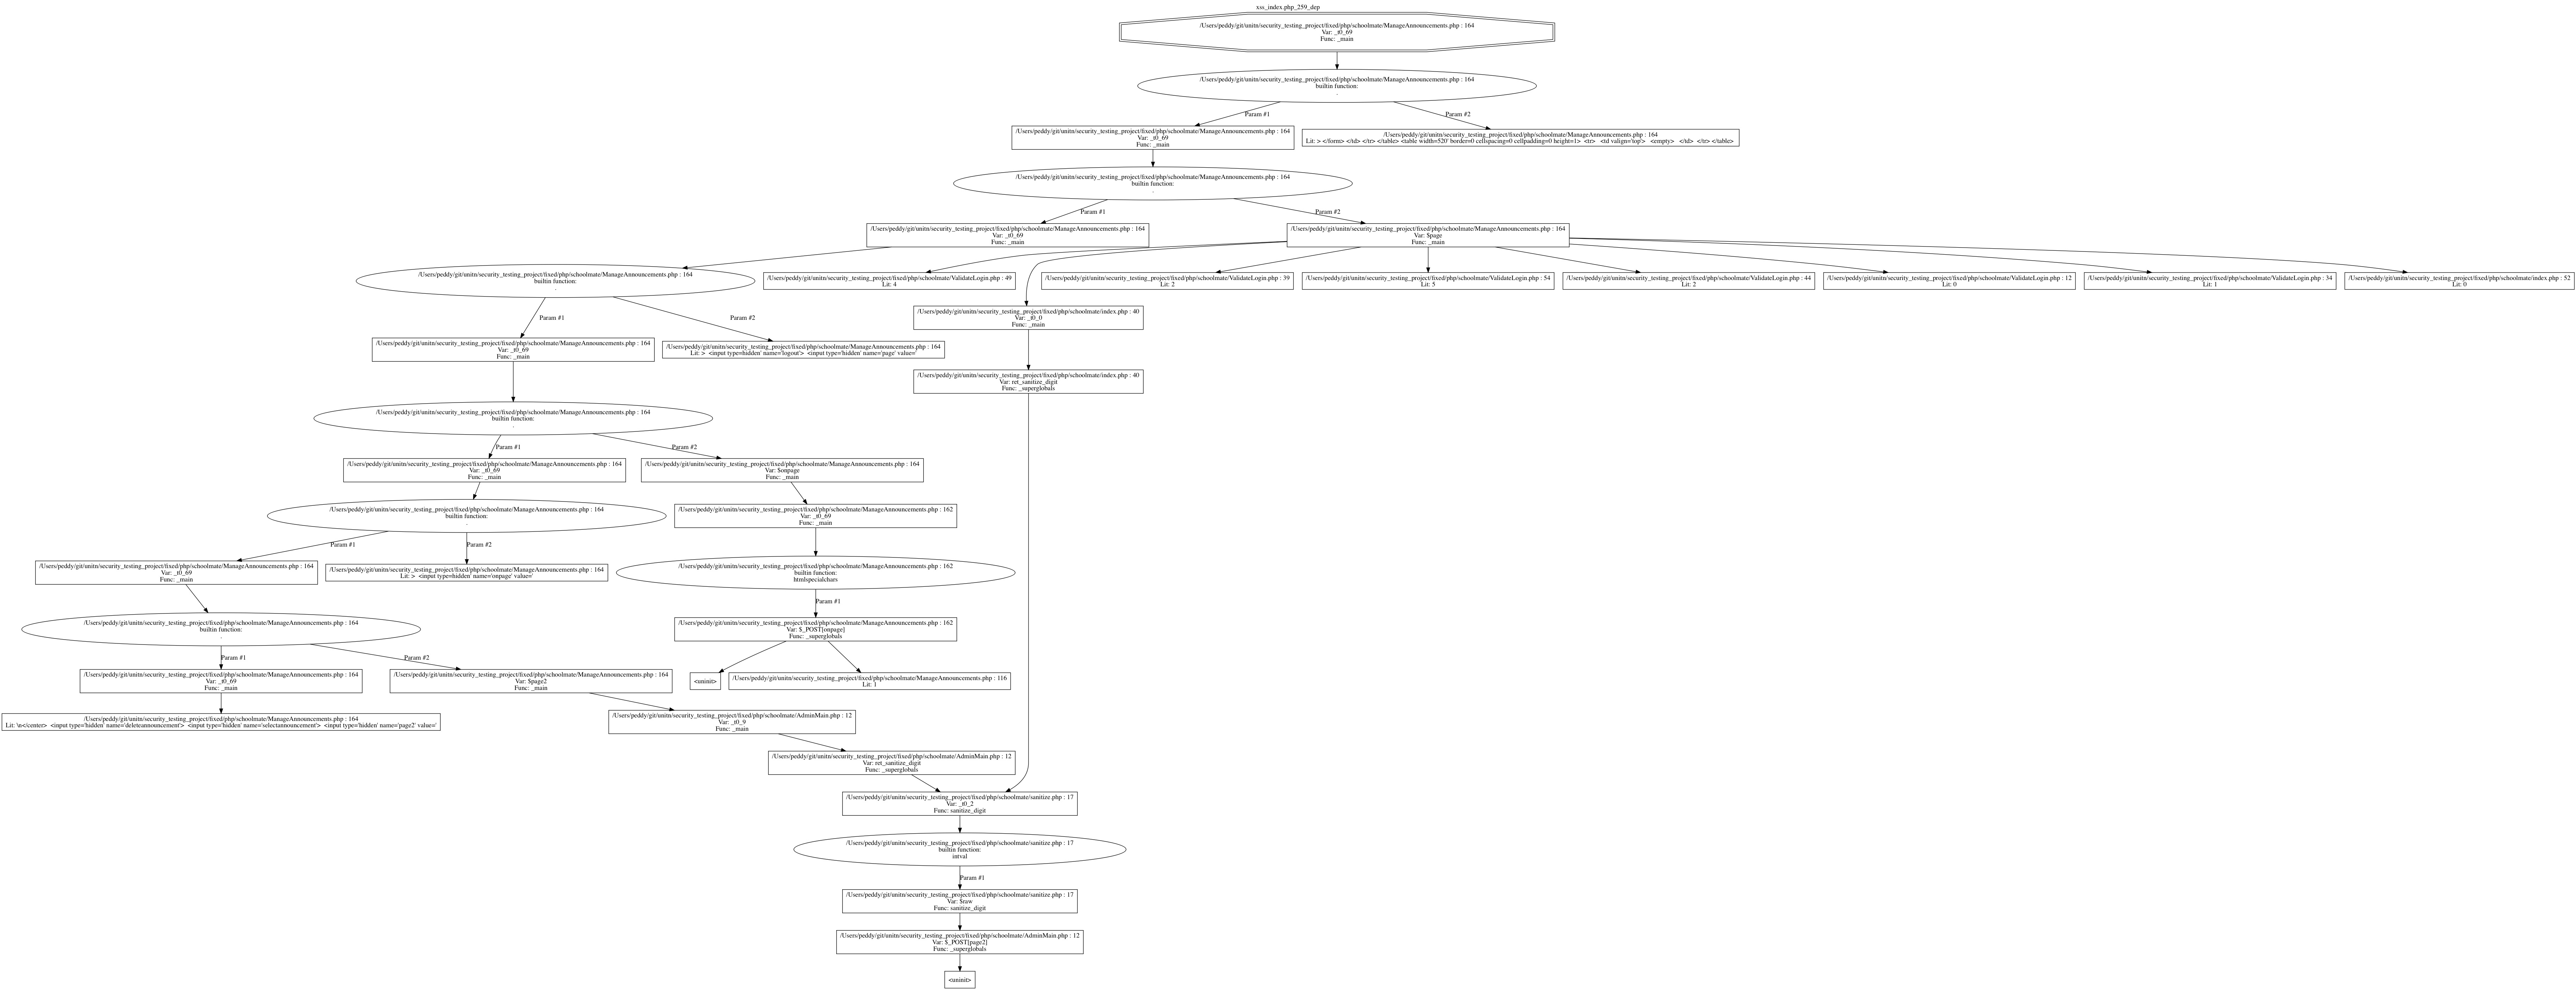 xss_index.php_259_dep
/Users/peddy/git/unitn/security_testing_project/fixed/php/schoolmate/ManageAnnouncements.php : 164
Var: _t0_69
Func: _main
/Users/peddy/git/unitn/security_testing_project/fixed/php/schoolmate/ManageAnnouncements.php : 164
builtin function:
.
Param #1
Param #2
/Users/peddy/git/unitn/security_testing_project/fixed/php/schoolmate/ManageAnnouncements.php : 164
Var: _t0_69
Func: _main
/Users/peddy/git/unitn/security_testing_project/fixed/php/schoolmate/ManageAnnouncements.php : 164
Lit: > </form> </td> </tr> </table> <table width=520' border=0 cellspacing=0 cellpadding=0 height=1> <tr> <td valign='top'> <empty> </td> </tr> </table>
/Users/peddy/git/unitn/security_testing_project/fixed/php/schoolmate/ManageAnnouncements.php : 164
builtin function:
.
Param #1
Param #2
/Users/peddy/git/unitn/security_testing_project/fixed/php/schoolmate/ManageAnnouncements.php : 164
Var: _t0_69
Func: _main
/Users/peddy/git/unitn/security_testing_project/fixed/php/schoolmate/ManageAnnouncements.php : 164
Var: $page
Func: _main
/Users/peddy/git/unitn/security_testing_project/fixed/php/schoolmate/ManageAnnouncements.php : 164
builtin function:
.
/Users/peddy/git/unitn/security_testing_project/fixed/php/schoolmate/ValidateLogin.php : 49
Lit: 4
/Users/peddy/git/unitn/security_testing_project/fixed/php/schoolmate/ValidateLogin.php : 39
Lit: 2
/Users/peddy/git/unitn/security_testing_project/fixed/php/schoolmate/ValidateLogin.php : 54
Lit: 5
/Users/peddy/git/unitn/security_testing_project/fixed/php/schoolmate/ValidateLogin.php : 44
Lit: 2
/Users/peddy/git/unitn/security_testing_project/fixed/php/schoolmate/ValidateLogin.php : 12
Lit: 0
/Users/peddy/git/unitn/security_testing_project/fixed/php/schoolmate/ValidateLogin.php : 34
Lit: 1
/Users/peddy/git/unitn/security_testing_project/fixed/php/schoolmate/index.php : 52
Lit: 0
Param #1
Param #2
/Users/peddy/git/unitn/security_testing_project/fixed/php/schoolmate/index.php : 40
Var: _t0_0
Func: _main
/Users/peddy/git/unitn/security_testing_project/fixed/php/schoolmate/ManageAnnouncements.php : 164
Var: _t0_69
Func: _main
/Users/peddy/git/unitn/security_testing_project/fixed/php/schoolmate/ManageAnnouncements.php : 164
Lit: > <input type=hidden' name='logout'> <input type='hidden' name='page' value='
/Users/peddy/git/unitn/security_testing_project/fixed/php/schoolmate/index.php : 40
Var: ret_sanitize_digit
Func: _superglobals
/Users/peddy/git/unitn/security_testing_project/fixed/php/schoolmate/ManageAnnouncements.php : 164
builtin function:
.
Param #1
Param #2
/Users/peddy/git/unitn/security_testing_project/fixed/php/schoolmate/ManageAnnouncements.php : 164
Var: _t0_69
Func: _main
/Users/peddy/git/unitn/security_testing_project/fixed/php/schoolmate/ManageAnnouncements.php : 164
Var: $onpage
Func: _main
/Users/peddy/git/unitn/security_testing_project/fixed/php/schoolmate/ManageAnnouncements.php : 164
builtin function:
.
/Users/peddy/git/unitn/security_testing_project/fixed/php/schoolmate/ManageAnnouncements.php : 162
Var: _t0_69
Func: _main
Param #1
Param #2
/Users/peddy/git/unitn/security_testing_project/fixed/php/schoolmate/ManageAnnouncements.php : 164
Var: _t0_69
Func: _main
/Users/peddy/git/unitn/security_testing_project/fixed/php/schoolmate/ManageAnnouncements.php : 164
Lit: > <input type=hidden' name='onpage' value='
/Users/peddy/git/unitn/security_testing_project/fixed/php/schoolmate/ManageAnnouncements.php : 162
builtin function:
htmlspecialchars
Param #1
/Users/peddy/git/unitn/security_testing_project/fixed/php/schoolmate/ManageAnnouncements.php : 164
builtin function:
.
/Users/peddy/git/unitn/security_testing_project/fixed/php/schoolmate/ManageAnnouncements.php : 162
Var: $_POST[onpage]
Func: _superglobals
Param #1
Param #2
/Users/peddy/git/unitn/security_testing_project/fixed/php/schoolmate/ManageAnnouncements.php : 164
Var: _t0_69
Func: _main
/Users/peddy/git/unitn/security_testing_project/fixed/php/schoolmate/ManageAnnouncements.php : 164
Var: $page2
Func: _main
<uninit>
/Users/peddy/git/unitn/security_testing_project/fixed/php/schoolmate/ManageAnnouncements.php : 116
Lit: 1
/Users/peddy/git/unitn/security_testing_project/fixed/php/schoolmate/ManageAnnouncements.php : 164
Lit: \n</center> <input type='hidden' name='deleteannouncement'> <input type='hidden' name='selectannouncement'> <input type='hidden' name='page2' value='
/Users/peddy/git/unitn/security_testing_project/fixed/php/schoolmate/AdminMain.php : 12
Var: _t0_9
Func: _main
/Users/peddy/git/unitn/security_testing_project/fixed/php/schoolmate/AdminMain.php : 12
Var: ret_sanitize_digit
Func: _superglobals
/Users/peddy/git/unitn/security_testing_project/fixed/php/schoolmate/sanitize.php : 17
Var: _t0_2
Func: sanitize_digit
/Users/peddy/git/unitn/security_testing_project/fixed/php/schoolmate/sanitize.php : 17
builtin function:
intval
Param #1
/Users/peddy/git/unitn/security_testing_project/fixed/php/schoolmate/sanitize.php : 17
Var: $raw
Func: sanitize_digit
/Users/peddy/git/unitn/security_testing_project/fixed/php/schoolmate/AdminMain.php : 12
Var: $_POST[page2]
Func: _superglobals
<uninit>